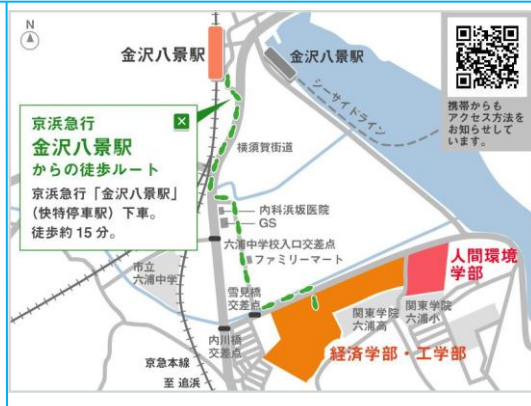 N
金沢八景駅
金沢八景駅
シーサイドライン
携帯からも
アクセス方法を
お知らせして
います。
京浜急行
金沢八景駅
からの徒歩ルート
京浜急行「金沢八景駅」
(快特停車駅) 下車。
徒歩約15分。
横須賀街道
内科浜坂医院
GS
六浦中学校入口交差点
ファミリーマート
市立
六浦中学
雪見橋
交差点
人間環境
学部
関東学院
六浦高
関東学院
六浦小
内川橋
交差点
経済学部・工学部
京急本線
至 追浜